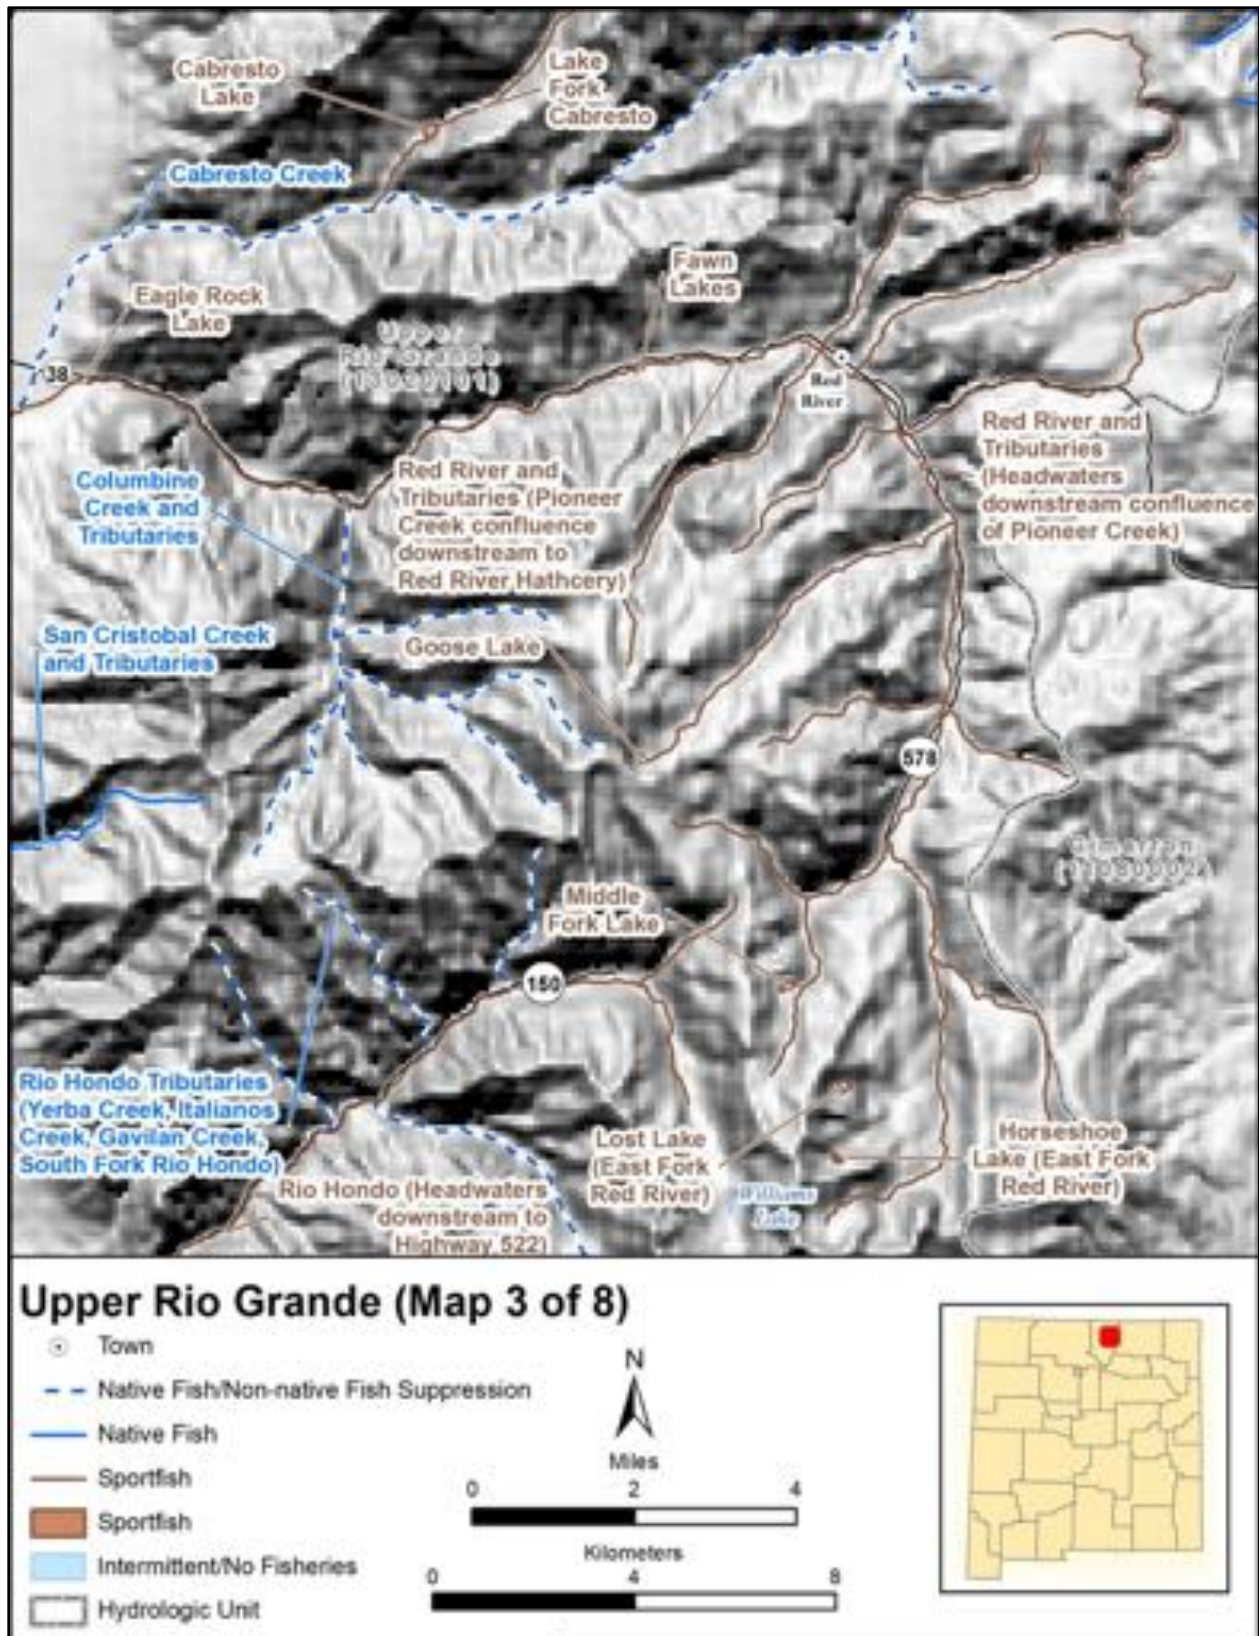 Cabresto
Lake
Lake
Fork
Cabresto
Cabresto Creek
Fawn
Lakes
Eagle Rock
Lake
Upper
Rio Grande
(13020101)
38
Red
River
Red River and
Tributaries
(Headwaters
downstream confluence
of Pioneer Creek)
Columbine
Creek and
Tributaries
Red River and
Tributaries (Pioneer
Creek confluence
downstream to
Red River Hathcery)
San Cristobal Creek
and Tributaries
Goose Lake
578
Cimarron
(11080002)
Middle
Fork Lake
150
Rio Hondo Tributaries
(Yerba Creek, Italianos
Creek, Gavilan Creek,
South Fork Rio Hondo)
Lost Lake
(East Fork
Red River)
Horseshoe
Lake (East Fork
Red River)
Williams
Lake
Rio Hondo (Headwaters
downstream to
Highway 522)
Upper Rio Grande (Map 3 of 8)
Town
Native Fish/Non-native Fish Suppression
Native Fish
Sportfish
Sportfish
Intermittent/No Fisheries
Hydrologic Unit
N
Miles
0 2 4
Kilometers
0 4 8